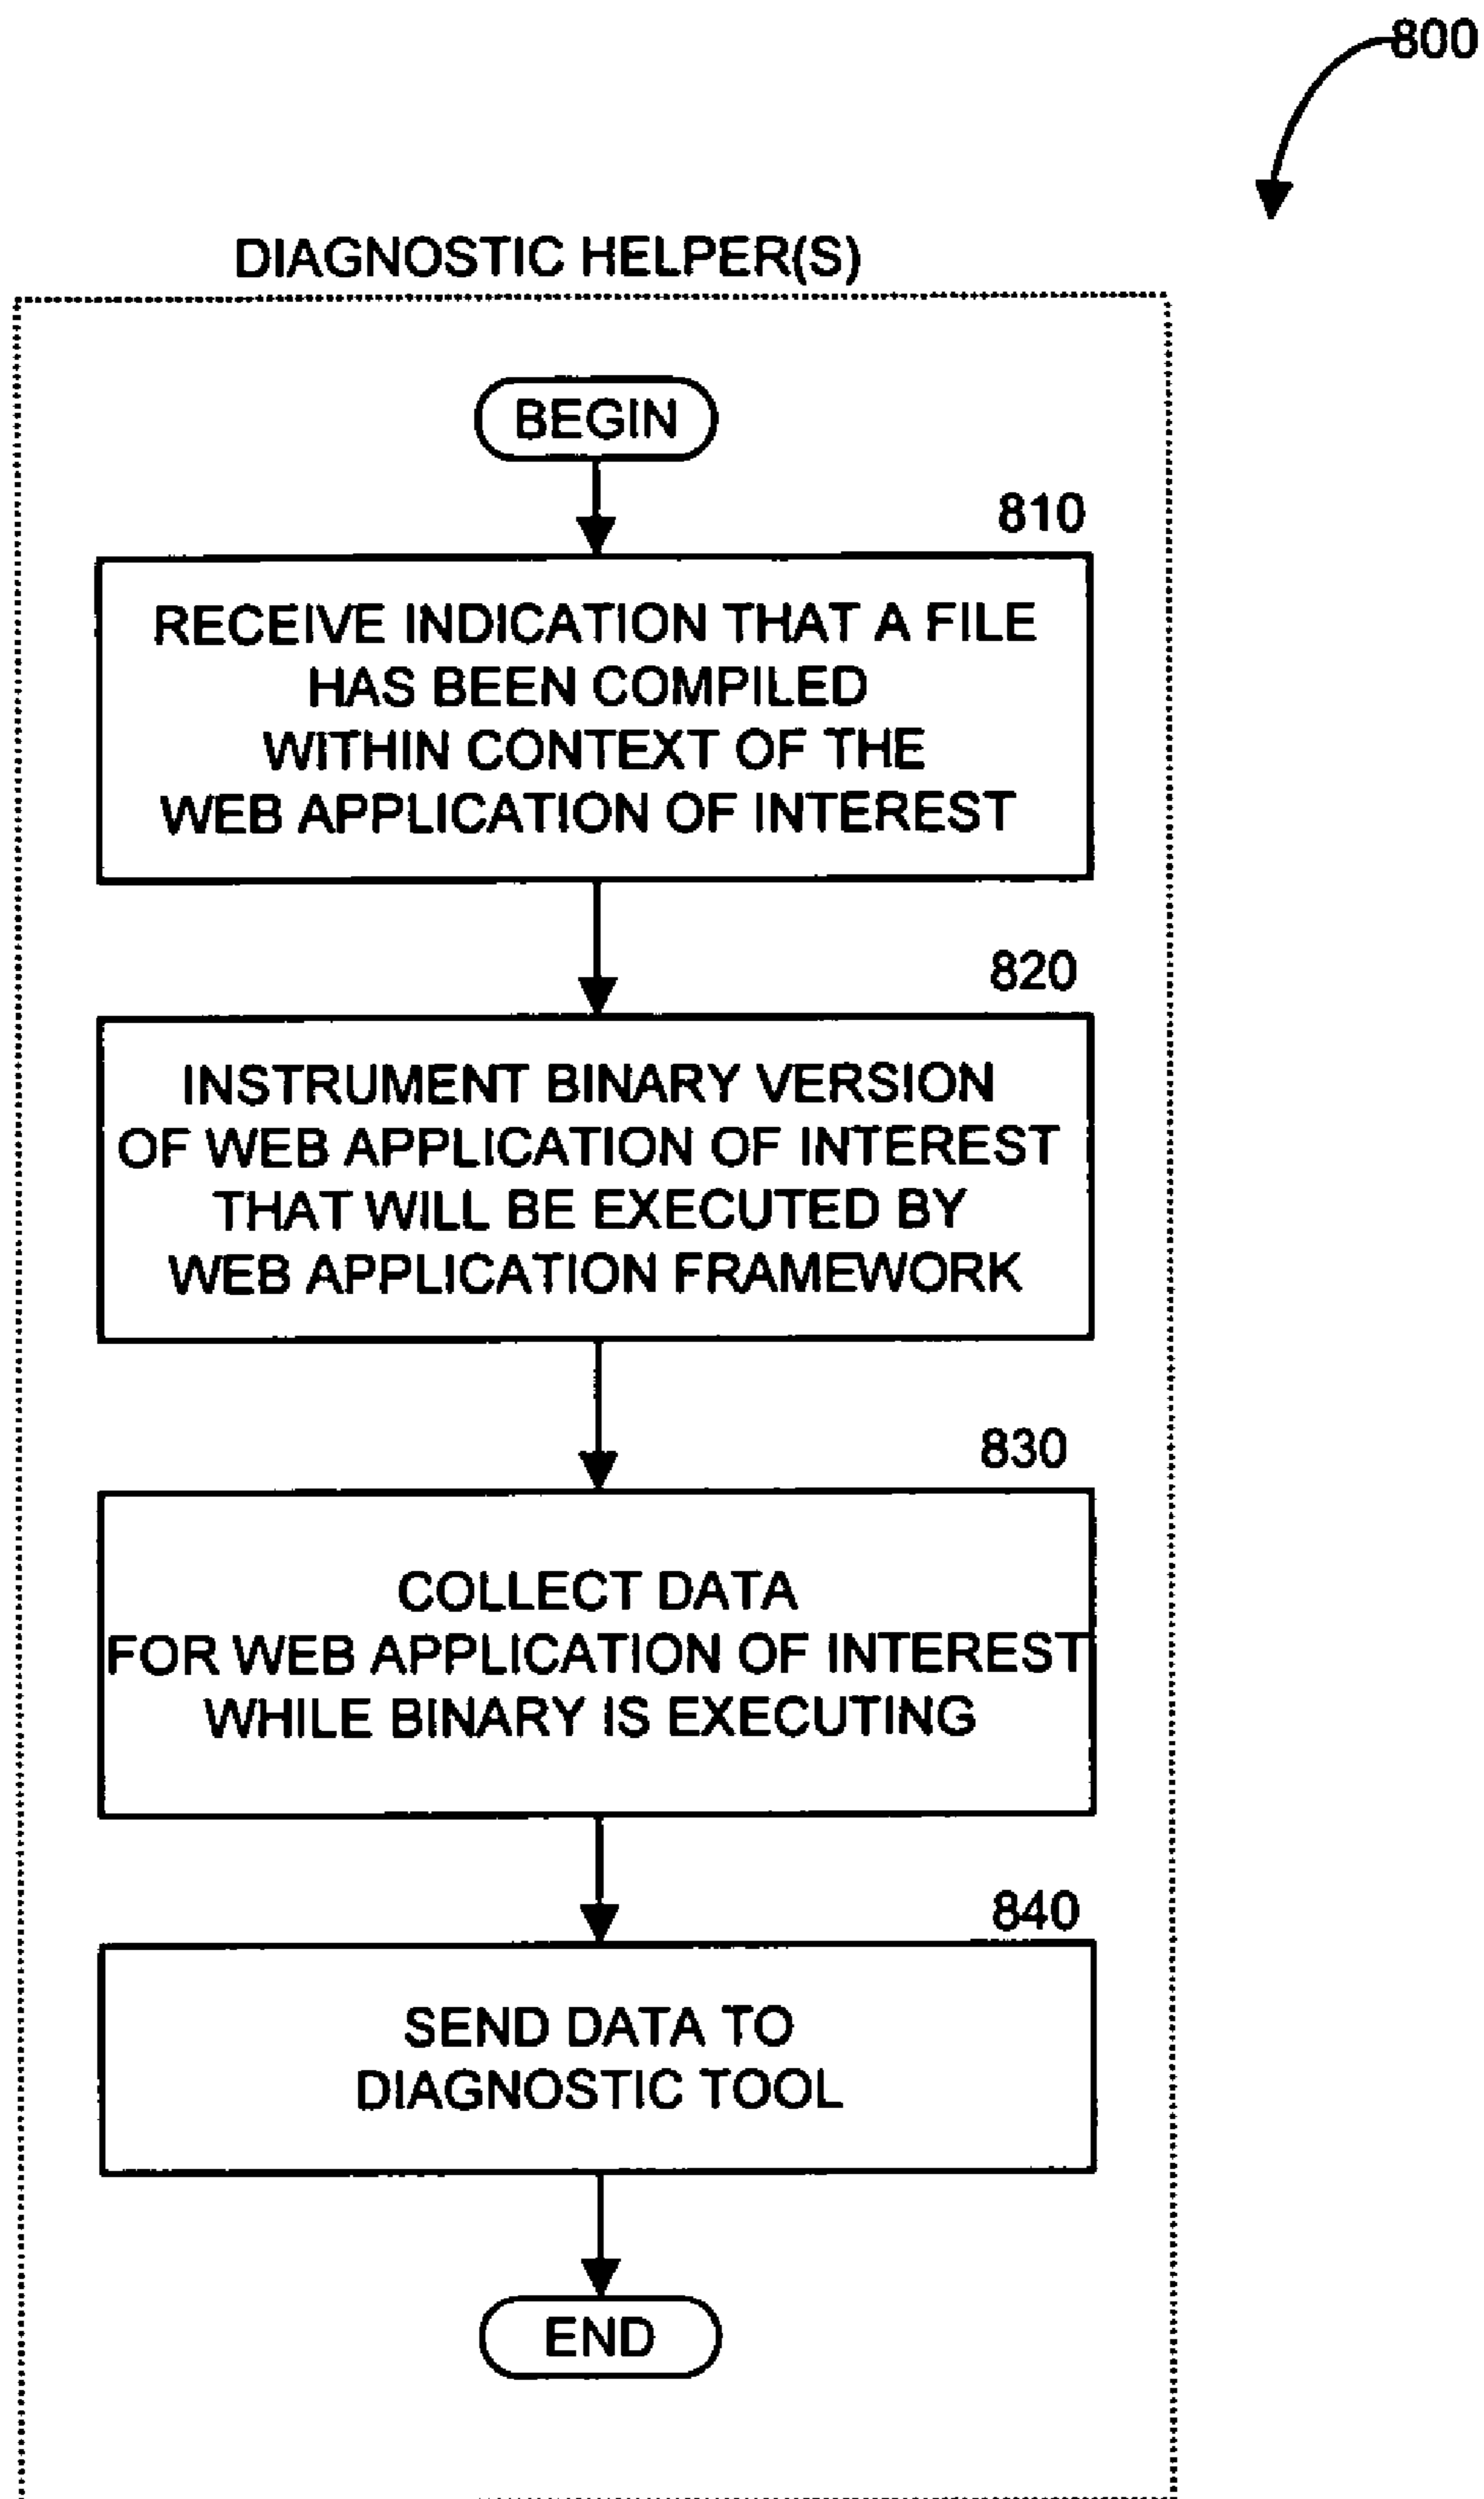 800
DIAGNOSTIC HELPER(S)
BEGIN
810
RECEIVE INDICATION THAT A FILE
HAS BEEN COMPILED
WITHIN CONTEXT OF THE
WEB APPLICATION OF INTEREST
820
INSTRUMENT BINARY VERSION
OF WEB APPLICATION OF INTEREST
THAT WILL BE EXECUTED BY
WEB APPLICATION FRAMEWORK
830
COLLECT DATA
FOR WEB APPLICATION OF INTEREST
WHILE BINARY IS EXECUTING
840
SEND DATA TO
DIAGNOSTIC TOOL
END